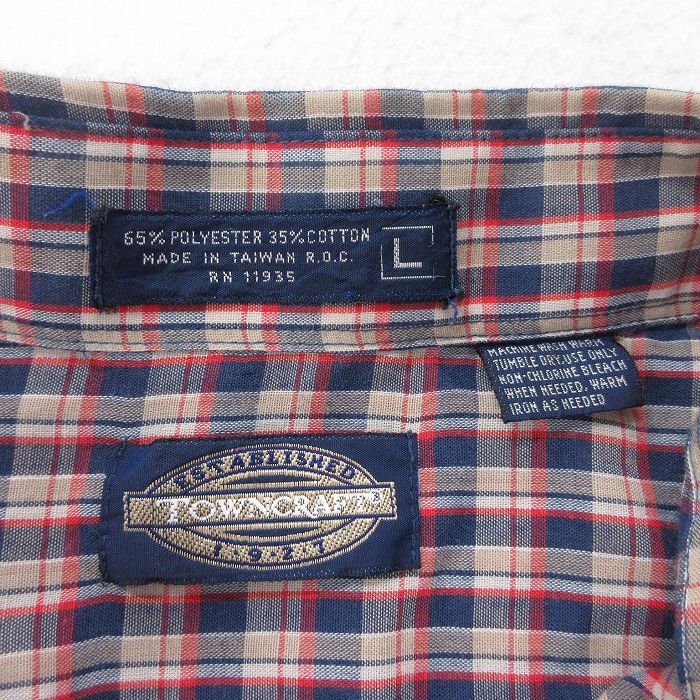 65% POLYESTER 35% COTTON
MADE IN TAIWAN R.O.C.
RN 11935
L
MACHINE WASH WARM
TUMBLE DRY. USE ONLY
NON-CHLORINE BLEACH
WHEN NEEDED. WARM
IRON AS NEEDED
ESTABLISHED
TOWNCRAFT®
1927